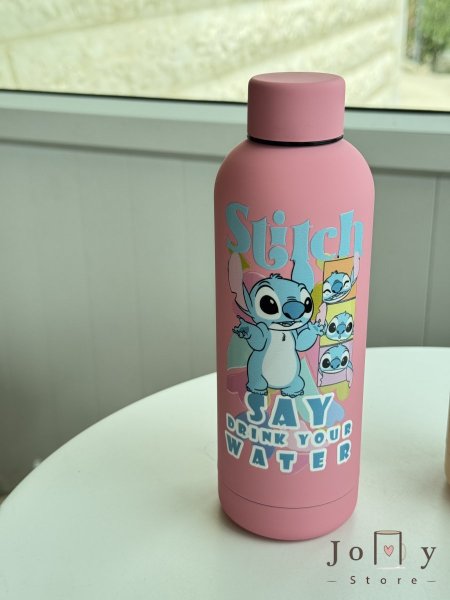 Stitch
SAY
DRINK YOUR
WATER
Jolly
Store